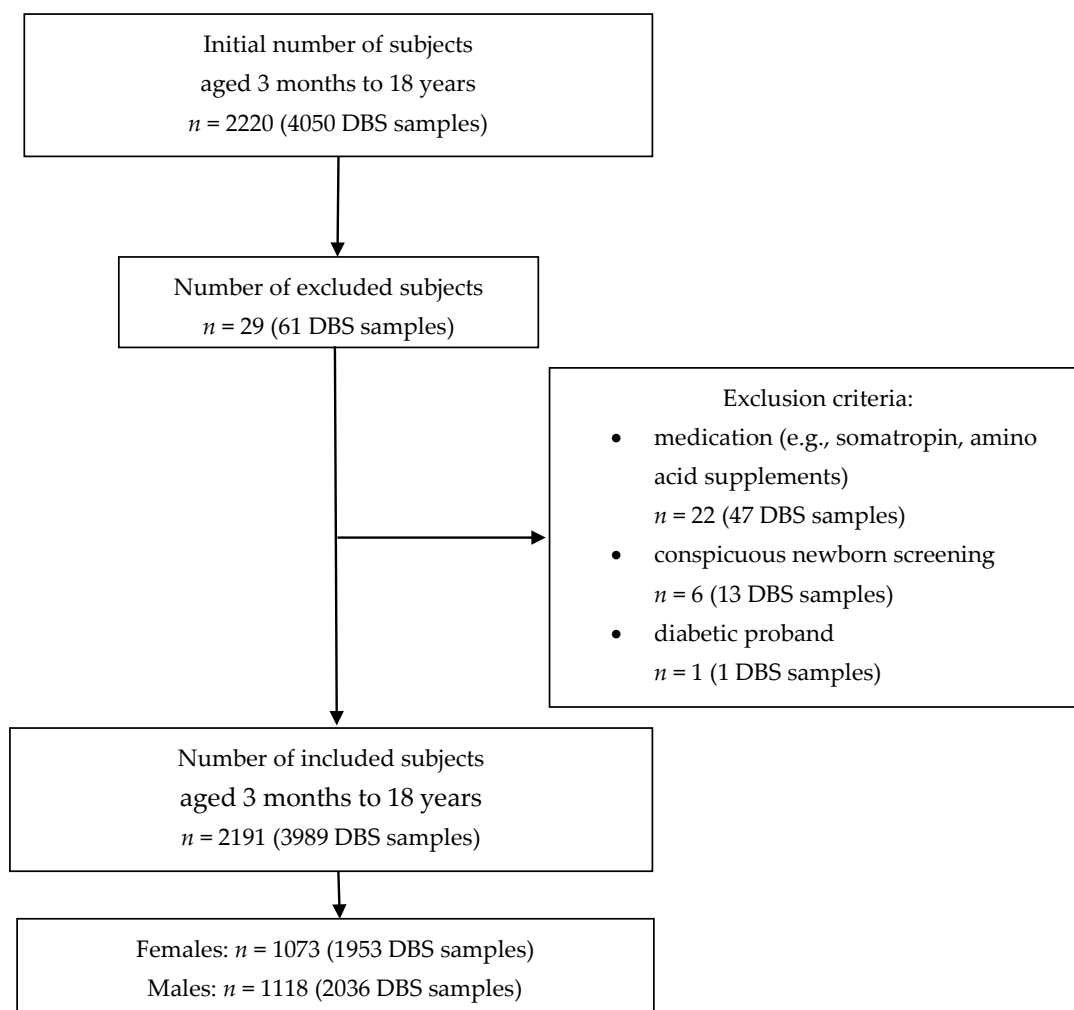 Initial number of subjects
aged 3 months to 18 years
n = 2220 (4050 DBS samples)
Number of excluded subjects
n = 29 (61 DBS samples)
Exclusion criteria:
• medication (e.g., somatropin, amino
acid supplements)
n = 22 (47 DBS samples)
• conspicuous newborn screening
n = 6 (13 DBS samples)
• diabetic proband
n = 1 (1 DBS samples)
Number of included subjects
aged 3 months to 18 years
n = 2191 (3989 DBS samples)
Females: n = 1073 (1953 DBS samples)
Males: n = 1118 (2036 DBS samples)